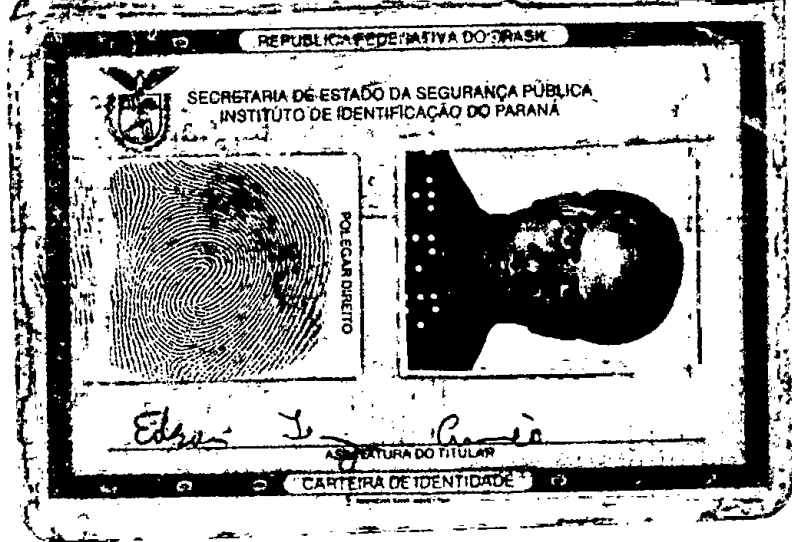 REPUBLICA FEDERATIVA DO BRASIL
SECRETARIA DE ESTADO DA SEGURANÇA PÚBLICA
INSTITUTO DE IDENTIFICAÇÃO DO PARANÁ
POLEGAR DIREITO
Edson
ASSINATURA DO TITULAR
CARTEIRA DE IDENTIDADE